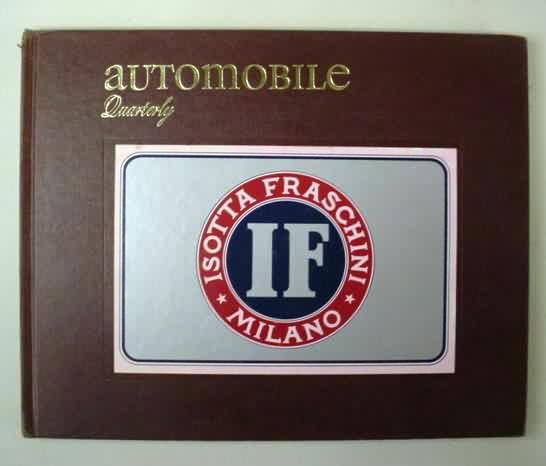 AUTOMOBILE
Quarterly
ISOTTA FRASCHINI
IF
MILANO